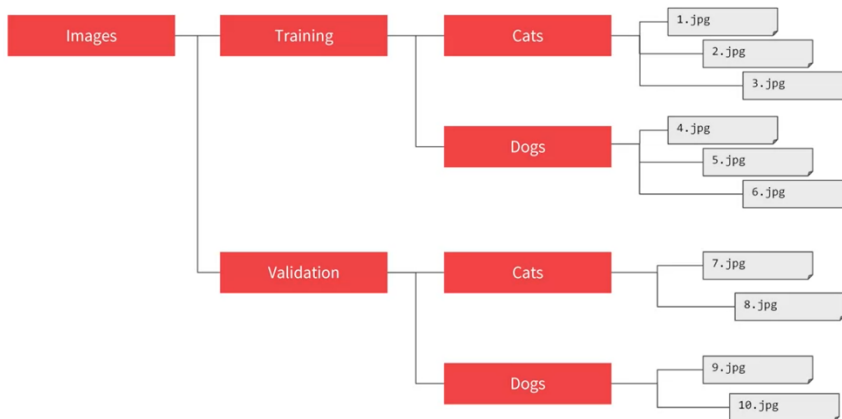 Images
Training
Cats
1.jpg
2.jpg
3.jpg
Dogs
4.jpg
5.jpg
6.jpg
Validation
Cats
7.jpg
8.jpg
Dogs
9.jpg
10.jpg